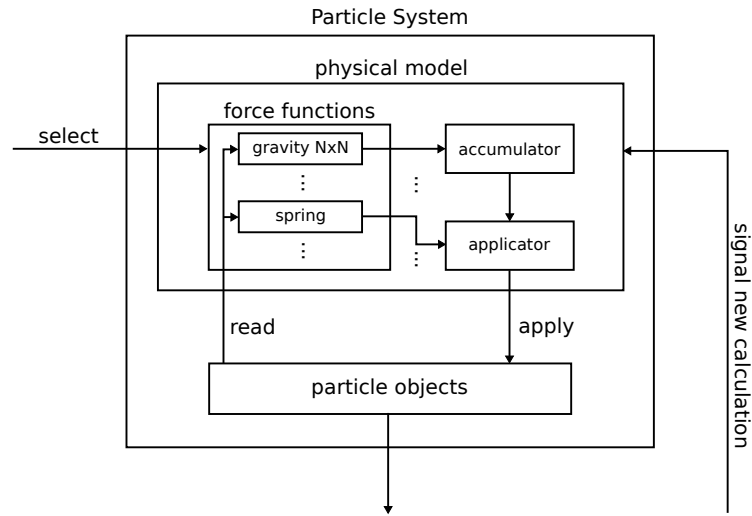 Particle System
physical model
force functions
select
gravity NxN
accumulator
...
...
spring
applicator
...
...
signal new calculation
read
apply
particle objects